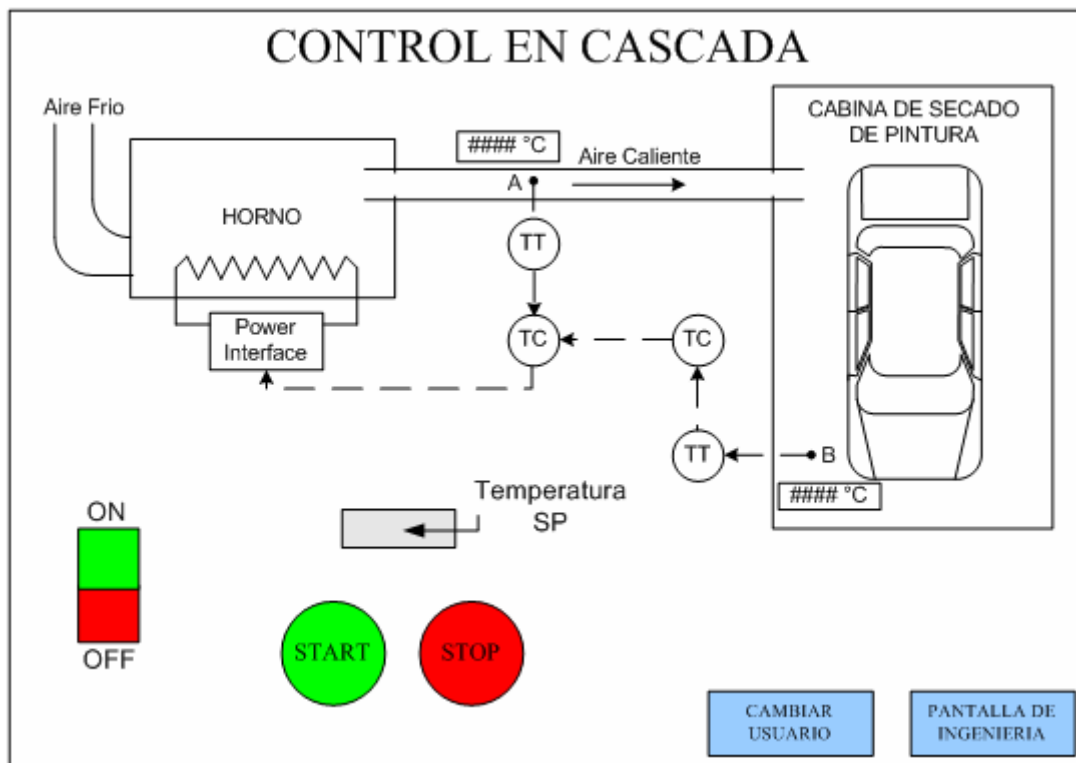 CONTROL EN CASCADA
Aire Frio
#### °C
Aire Caliente
CABINA DE SECADO
DE PINTURA
A
HORNO
TT
Power
Interface
TC
TC
TT
B
#### °C
Temperatura
SP
ON
OFF
START
STOP
CAMBIAR
USUARIO
PANTALLA DE
INGENIERIA